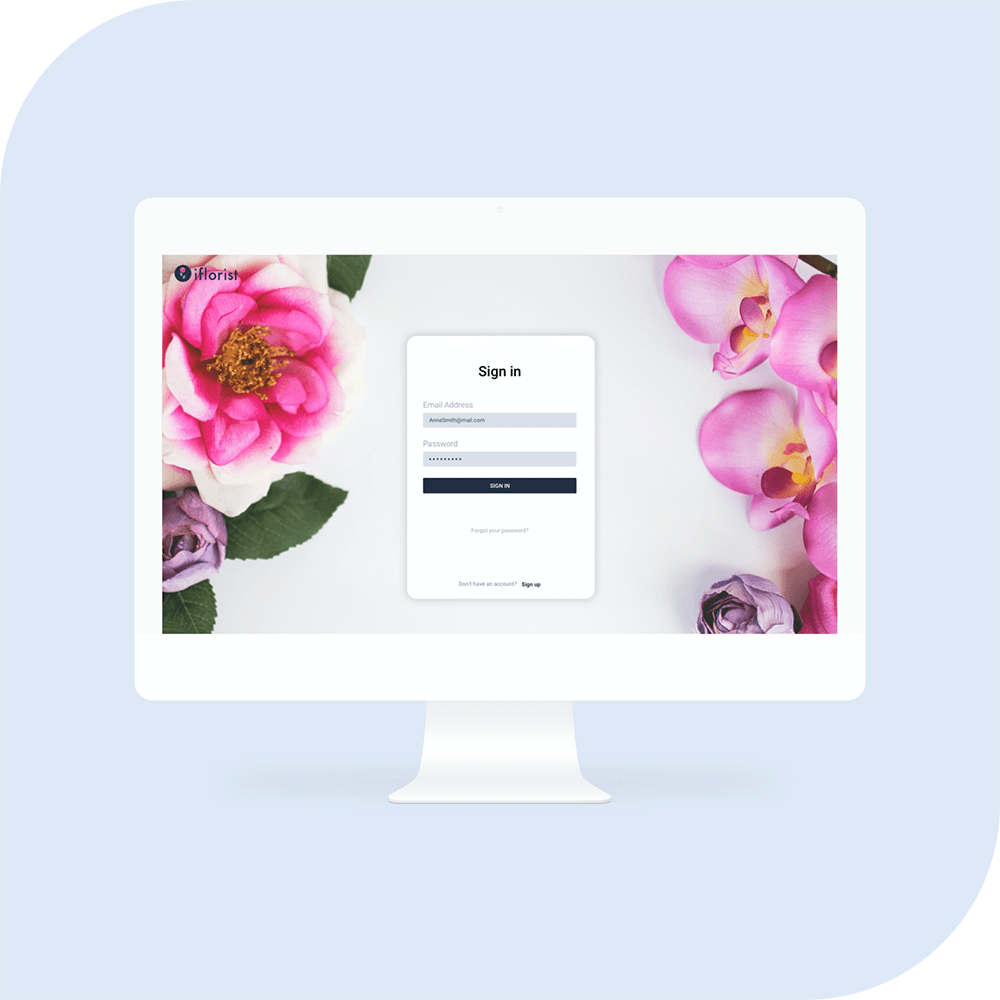 iflorist
Sign in
Email Address
AnneSmith@mail.com
Password
•••••••••
SIGN IN
Forgot your password?
Don't have an account? Sign up